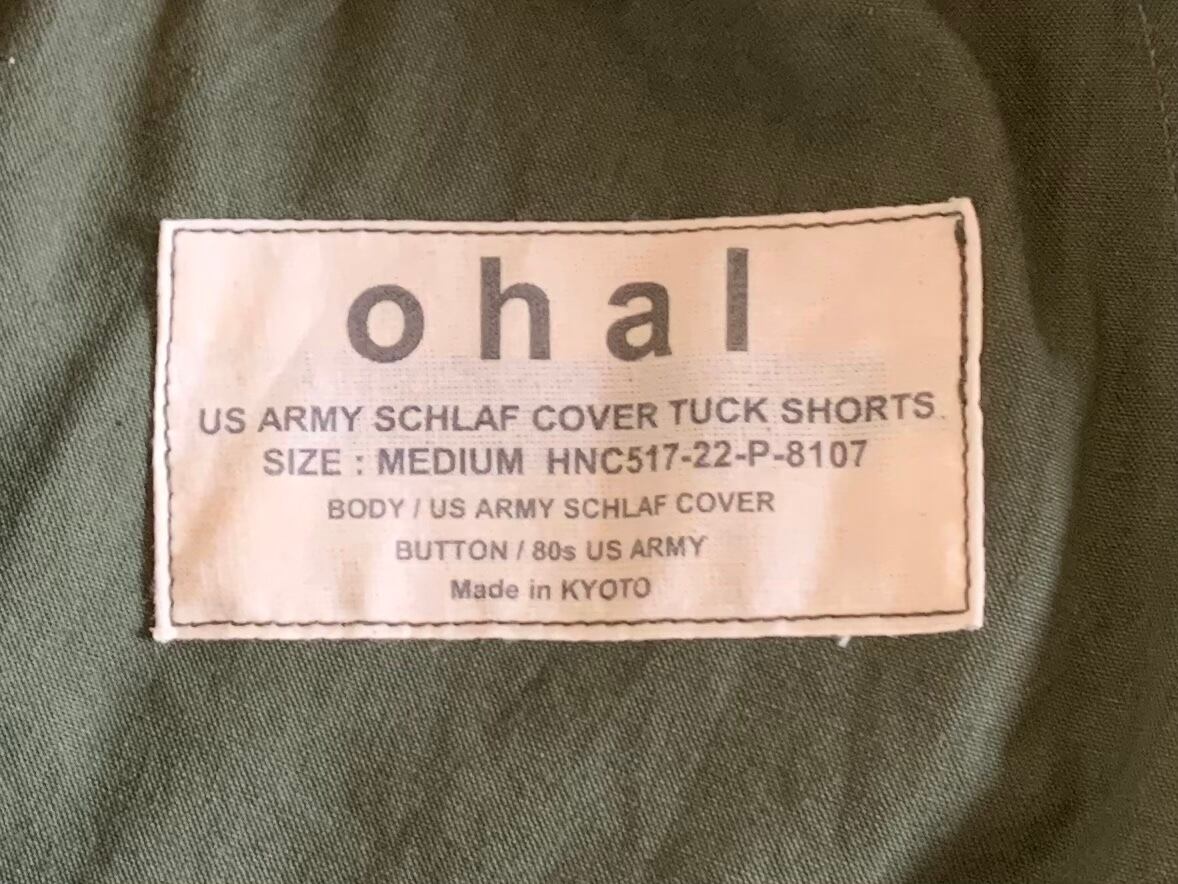 ohal
US ARMY SCHLAF COVER TUCK SHORTS
SIZE : MEDIUM HNC517-22-P-8107
BODY / US ARMY SCHLAF COVER
BUTTON / 80s US ARMY
Made in KYOTO